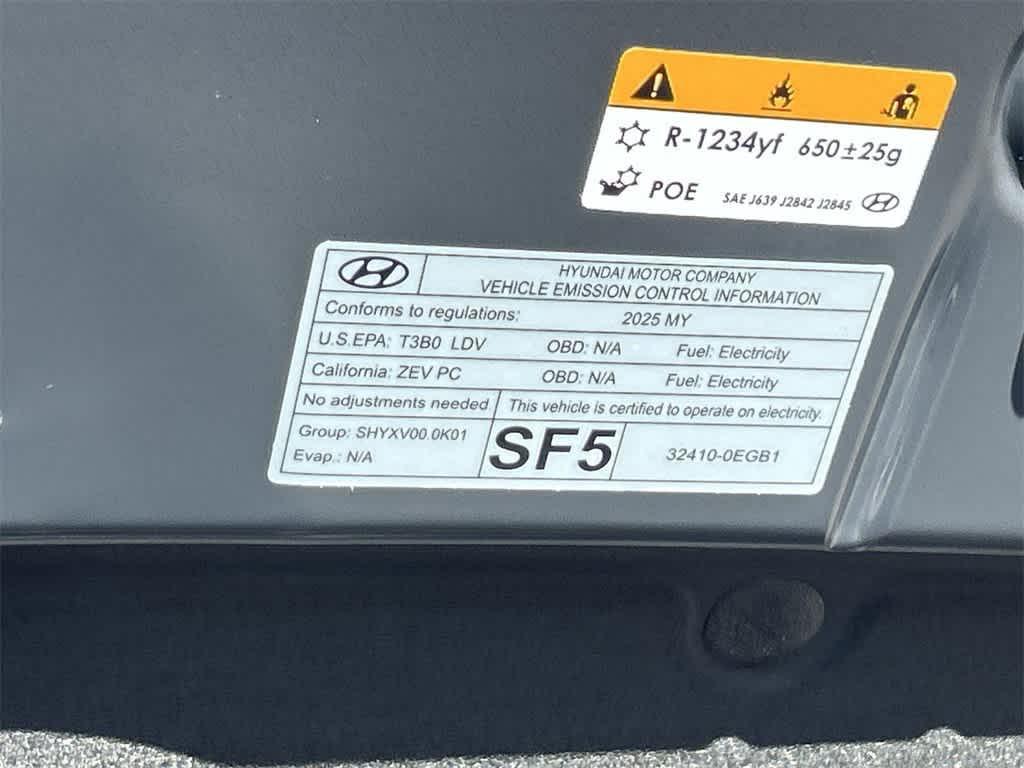 R-1234yf 650±25g
POE SAE J639 J2842 J2845
HYUNDAI MOTOR COMPANY
VEHICLE EMISSION CONTROL INFORMATION
Conforms to regulations: 2025 MY
U.S.EPA: T3B0 LDV OBD: N/A Fuel: Electricity
California: ZEV PC OBD: N/A Fuel: Electricity
No adjustments needed This vehicle is certified to operate on electricity.
Group: SHYXV00.0K01
Evap.: N/A
SF5
32410-0EGB1